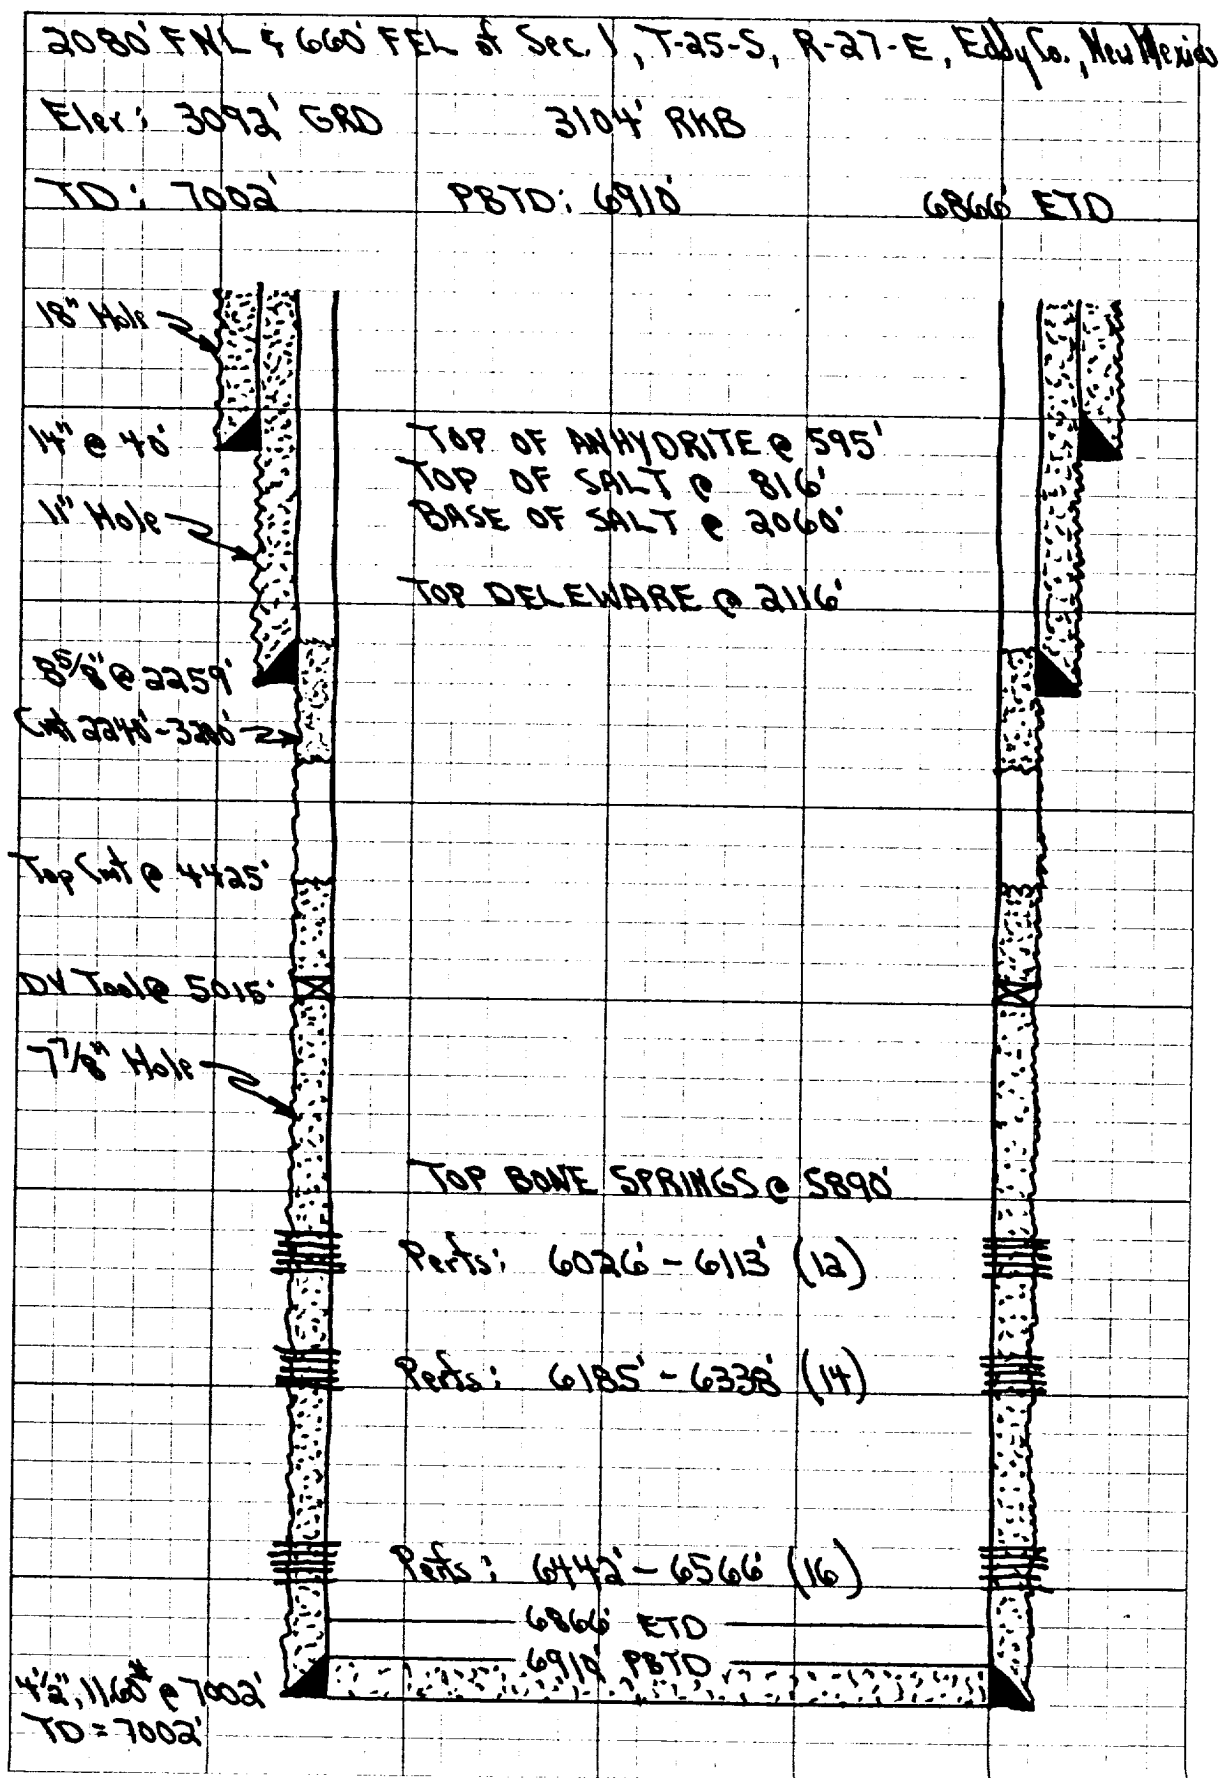 2080' FNL & 660' FEL of Sec. 1, T-25-S, R-27-E, Eddy Co., New Mexico
Elev: 3092' GRD 3104' RKB
TD: 7002' PBTD: 6910' 6866' ETD
18" Hole
14" @ 40'
TOP OF ANHYDRITE @ 595'
TOP OF SALT @ 816'
11" Hole
BASE OF SALT @ 2060'
TOP DELEWARE @ 2116'
8 5/8" @ 2259'
Cmt 2240'-3280'
Top Cmt @ 4425'
DV Tool @ 5015'
7 7/8" Hole
TOP BONE SPRINGS @ 5890'
Perfs: 6026' - 6113' (12)
Perfs: 6185' - 6338' (14)
Perfs: 6442' - 6566' (16)
6866' ETD
6910' PBTD
4 1/2", 11.60# @ 7002'
TD = 7002'